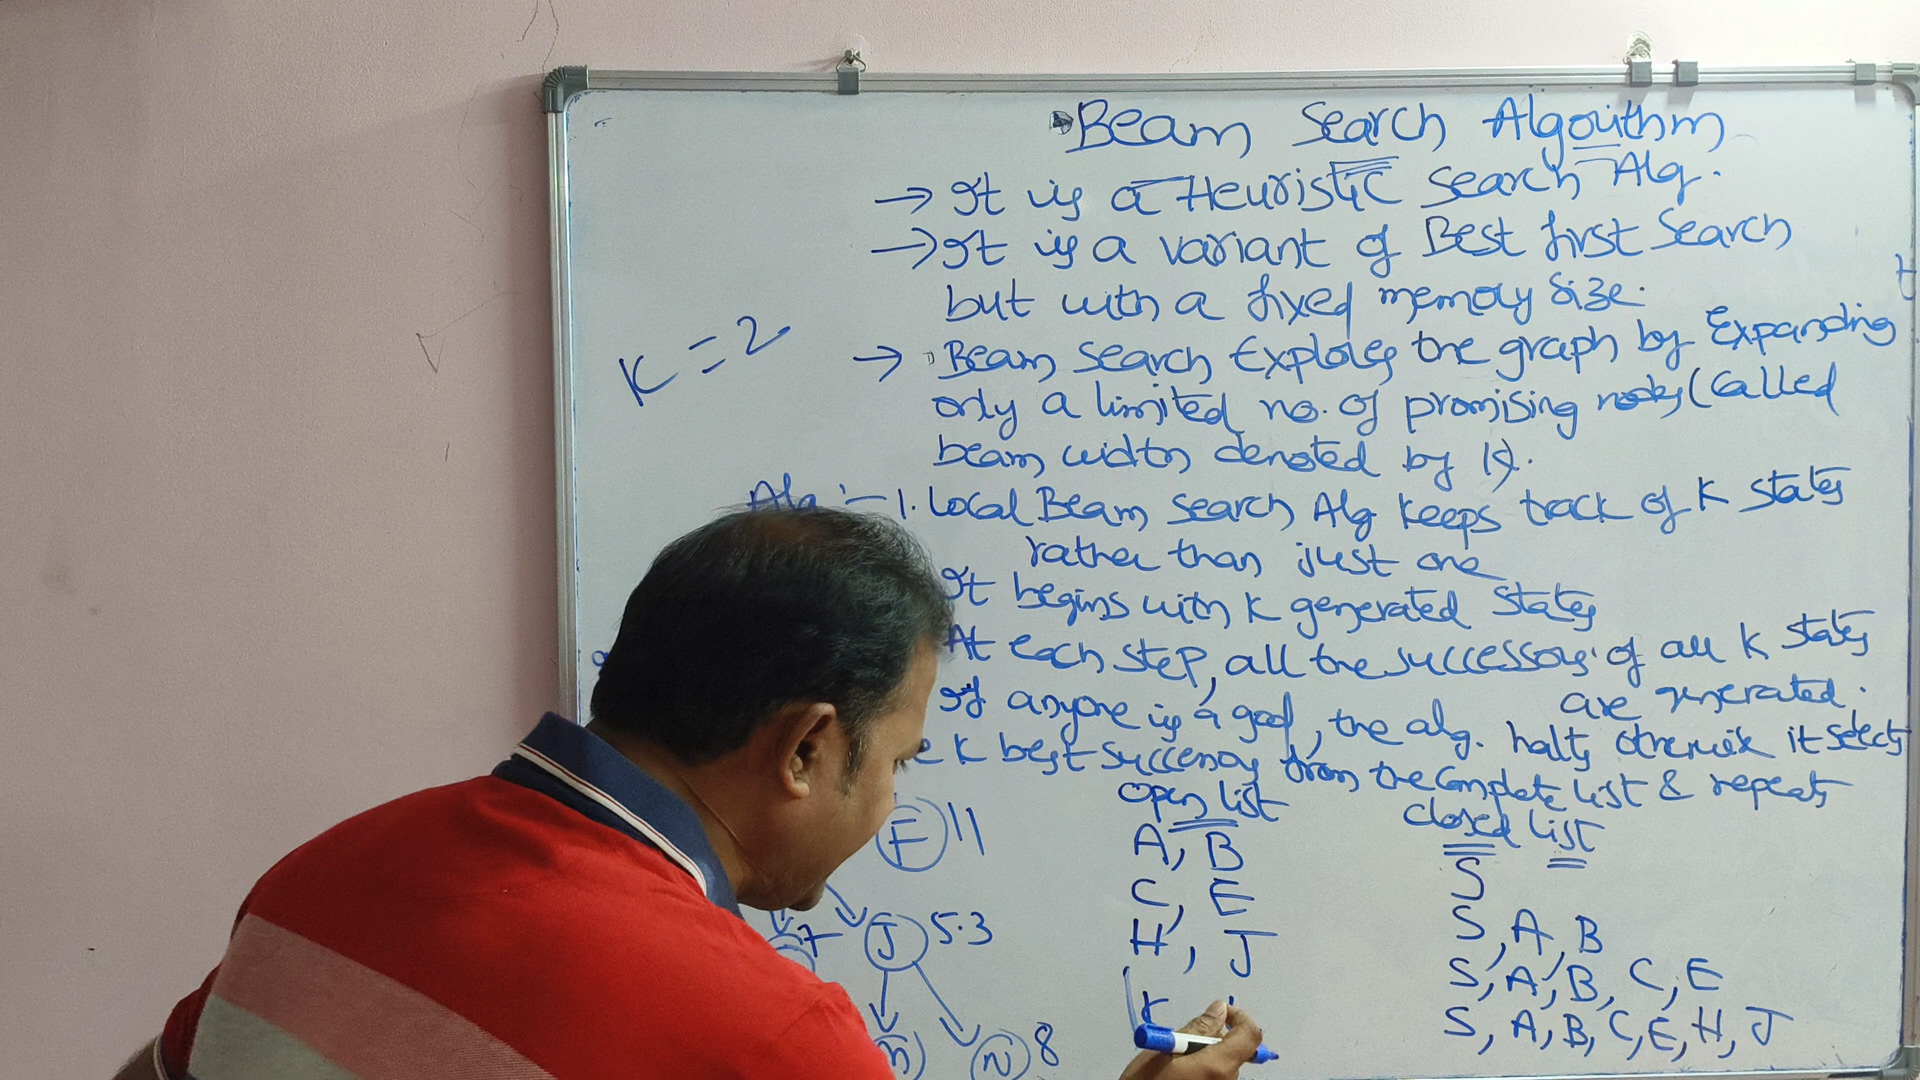 Beam Search Algorithm
→ It is a Heuristic Search Alg.
→ It is a variant of Best first Search
but with a fixed memory Size.
K = 2
→ Beam Search Explores the graph by Expanding
only a limited no. of promising nodes (Called
beam width denoted by K).
Alg :- 1. Local Beam Search Alg Keeps track of K States
rather than just one
It begins with K generated States
At each step, all the successors of all K States
are generated.
If anyone is a goal, the alg. halts otherwise it selects
K best successors from the Complete list & repeats
Open list
Closed list
F 11
A, B
S
C, E
S, A, B
7
J 5.3
H, J
S, A, B, C, E
K
S, A, B, C, E, H, J
N 8